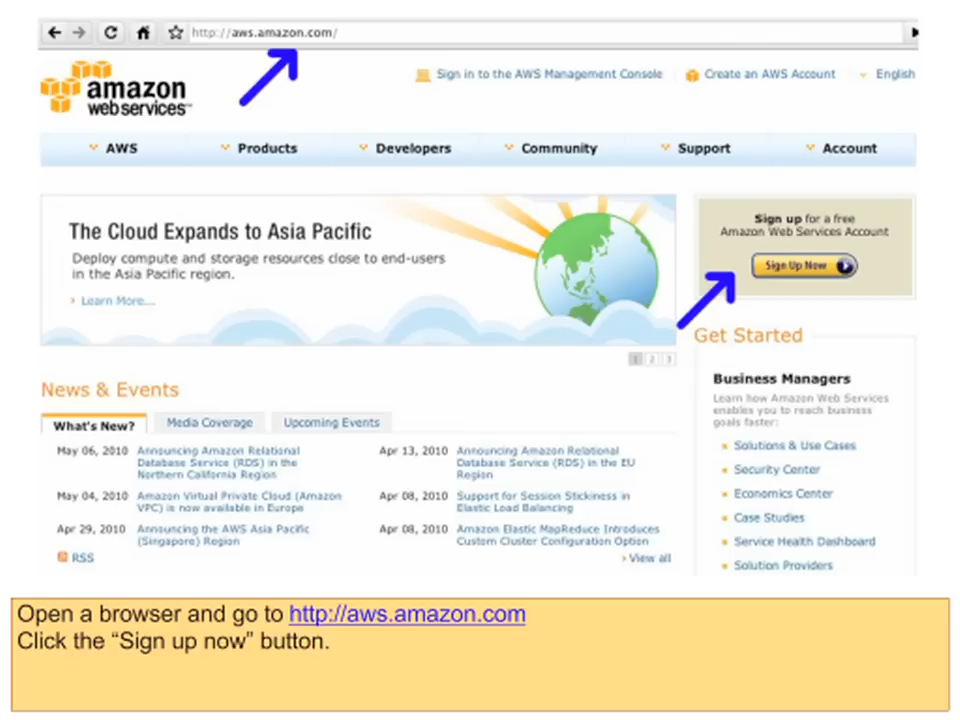 http://aws.amazon.com/
Sign in to the AWS Management Console
Create an AWS Account
English
amazon
webservices™
AWS
Products
Developers
Community
Support
Account
The Cloud Expands to Asia Pacific
Deploy compute and storage resources close to end-users
in the Asia Pacific region.
Learn More...
1 2 3
Sign up for a free
Amazon Web Services Account
Sign Up Now
News & Events
What's New?
Media Coverage
Upcoming Events
May 06, 2010 Announcing Amazon Relational
Database Service (RDS) in the
Northern California Region
May 04, 2010 Amazon Virtual Private Cloud (Amazon
VPC) is now available in Europe
Apr 29, 2010 Announcing the AWS Asia Pacific
(Singapore) Region
RSS
Apr 13, 2010 Announcing Amazon Relational
Database Service (RDS) in the EU
Region
Apr 08, 2010 Support for Session Stickiness in
Elastic Load Balancing
Apr 08, 2010 Amazon Elastic MapReduce Introduces
Custom Cluster Configuration Option
View all
Get Started
Business Managers
Learn how Amazon Web Services
enables you to reach business
goals faster:
Solutions & Use Cases
Security Center
Economics Center
Case Studies
Service Health Dashboard
Solution Providers
Open a browser and go to http://aws.amazon.com
Click the “Sign up now” button.